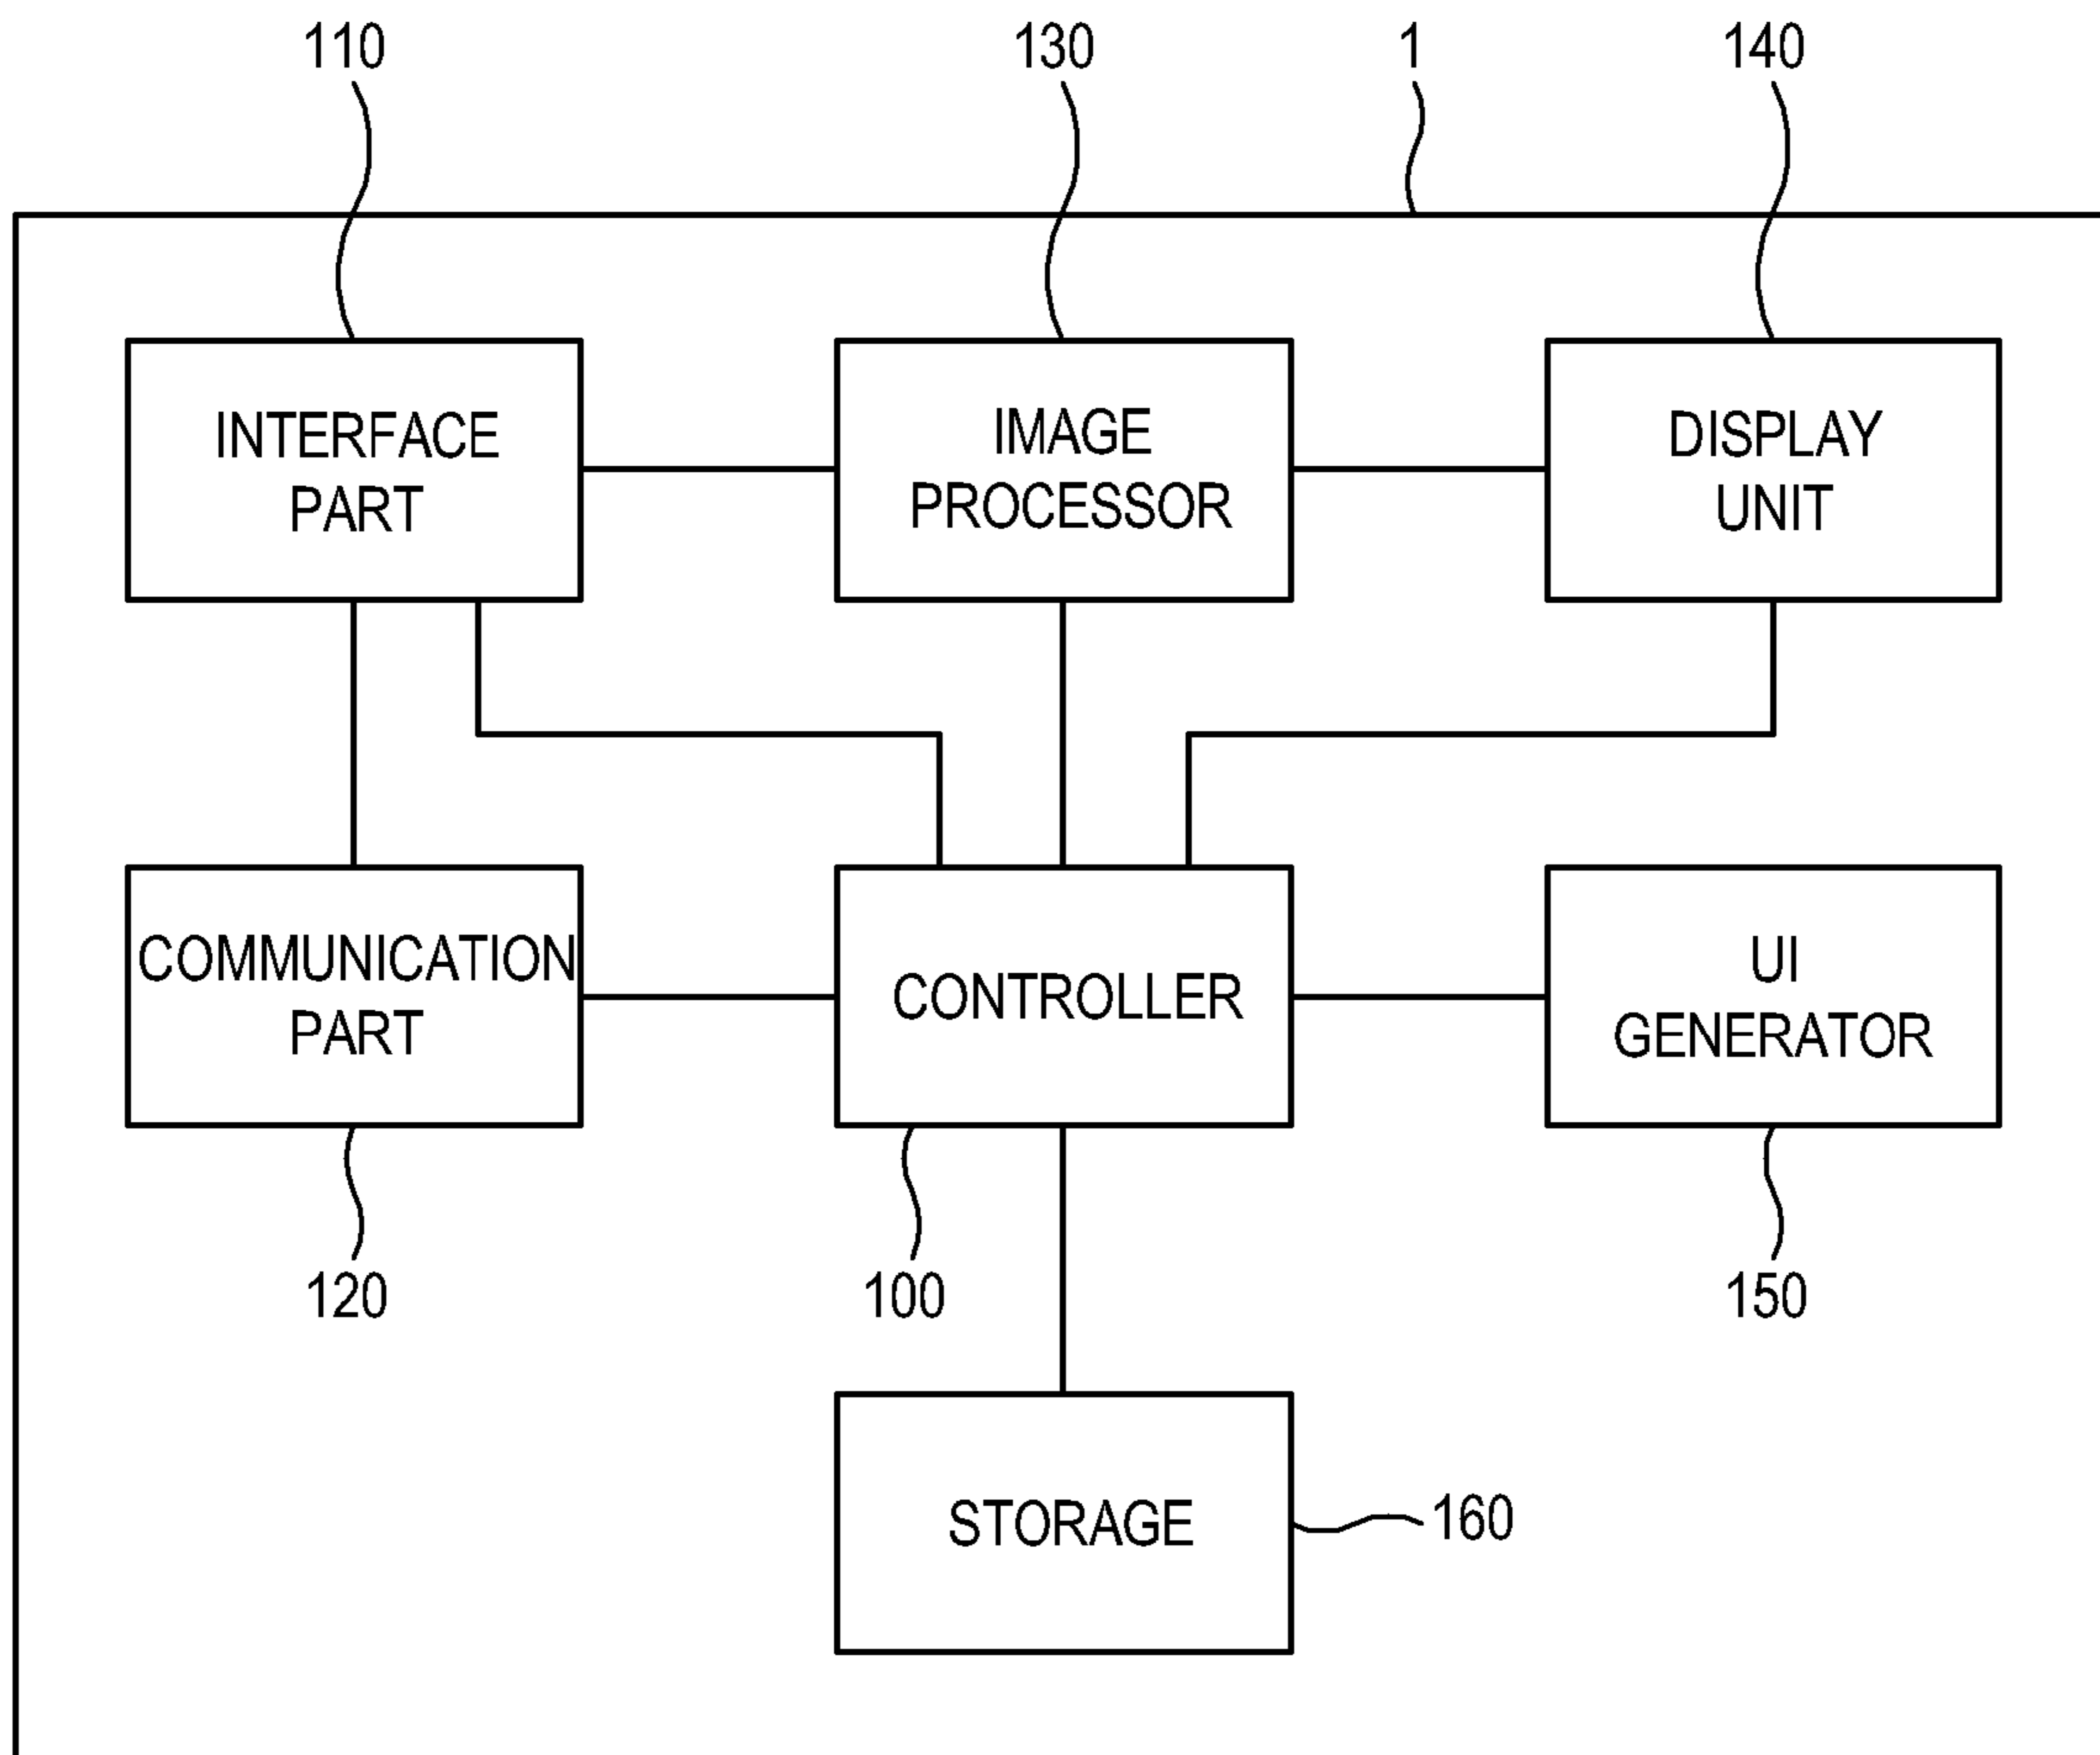 110
130
1
140
INTERFACE
PART
IMAGE
PROCESSOR
DISPLAY
UNIT
COMMUNICATION
PART
CONTROLLER
UI
GENERATOR
120
100
150
STORAGE
160